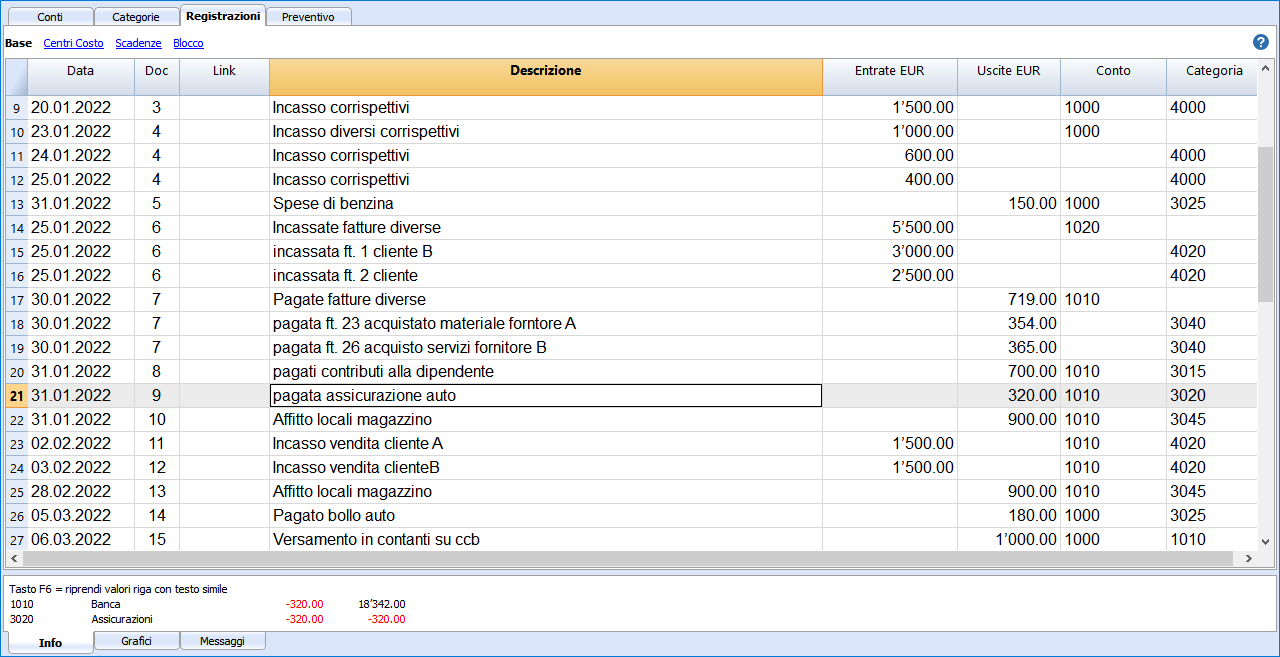 Conti Categorie Registrazioni Preventivo
Base Centri Costo Scadenze Blocco ?
Data Doc Link Descrizione Entrate EUR Uscite EUR Conto Categoria
9 20.01.2022 3 Incasso corrispettivi 1’500.00 1000 4000
10 23.01.2022 4 Incasso diversi corrispettivi 1’000.00 1000
11 24.01.2022 4 Incasso corrispettivi 600.00 4000
12 25.01.2022 4 Incasso corrispettivi 400.00 4000
13 31.01.2022 5 Spese di benzina 150.00 1000 3025
14 25.01.2022 6 Incassate fatture diverse 5’500.00 1020
15 25.01.2022 6 incassata ft. 1 cliente B 3’000.00 4020
16 25.01.2022 6 incassata ft. 2 cliente 2’500.00 4020
17 30.01.2022 7 Pagate fatture diverse 719.00 1010
18 30.01.2022 7 pagata ft. 23 acquistato materiale forntore A 354.00 3040
19 30.01.2022 7 pagata ft. 26 acquisto servizi fornitore B 365.00 3040
20 31.01.2022 8 pagati contributi alla dipendente 700.00 1010 3015
21 31.01.2022 9 pagata assicurazione auto 320.00 1010 3020
22 31.01.2022 10 Affitto locali magazzino 900.00 1010 3045
23 02.02.2022 11 Incasso vendita cliente A 1’500.00 1010 4020
24 03.02.2022 12 Incasso vendita clienteB 1’500.00 1010 4020
25 28.02.2022 13 Affitto locali magazzino 900.00 1010 3045
26 05.03.2022 14 Pagato bollo auto 180.00 1000 3025
27 06.03.2022 15 Versamento in contanti su ccb 1’000.00 1000 1010
Tasto F6 = riprendi valori riga con testo simile
1010 Banca -320.00 18’342.00
3020 Assicurazioni -320.00 -320.00
Info Grafici Messaggi